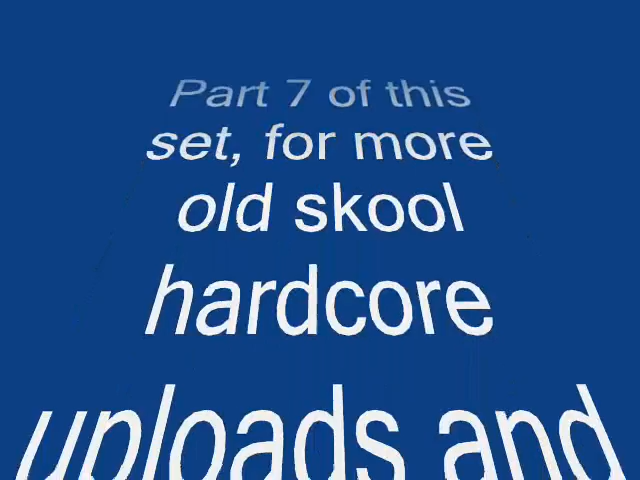 Part 7 of this
set, for more
old skool
hardcore
uploads and